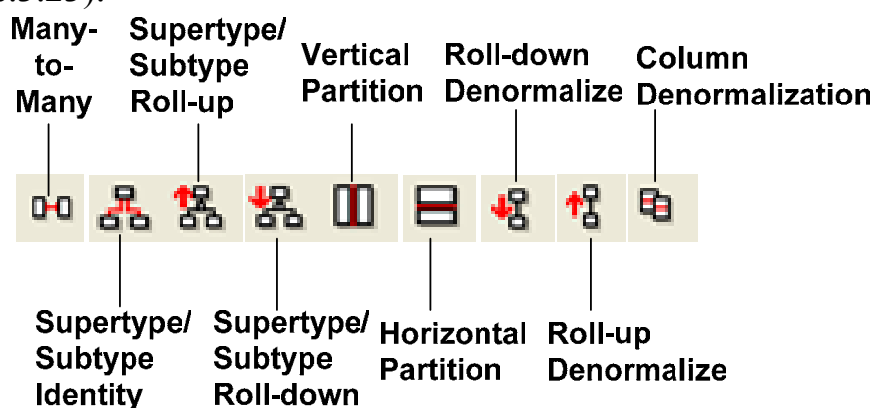 Many-
to-
Many
Supertype/
Subtype
Roll-up
Vertical
Partition
Roll-down
Denormalize
Column
Denormalization
Supertype/
Subtype
Identity
Supertype/
Subtype
Roll-down
Horizontal
Partition
Roll-up
Denormalize